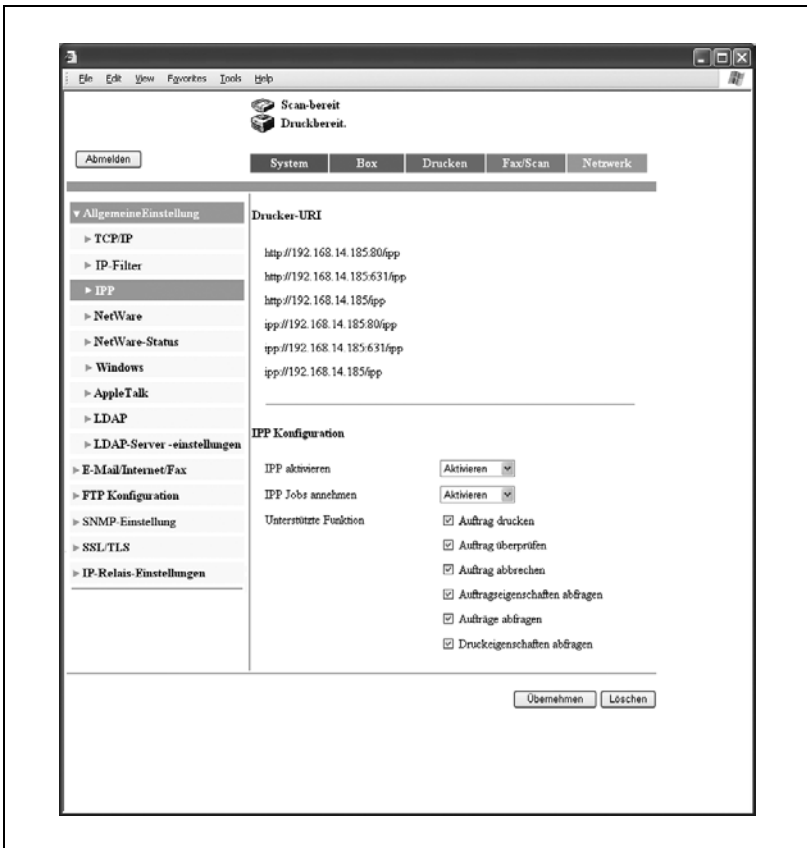 File Edit View Favorites Tools Help
Scan-bereit
Druckbereit.
Abmelden
System Box Drucken Fax/Scan Netzwerk
AllgemeineEinstellung
TCP/IP
IP-Filter
IPP
NetWare
NetWare-Status
Windows
AppleTalk
LDAP
LDAP-Server -einstellungen
E-Mail/Internet/Fax
FTP Konfiguration
SNMP-Einstellung
SSL/TLS
IP-Relais-Einstellungen
Drucker-URI
http://192.168.14.185:80/ipp
http://192.168.14.185:631/ipp
http://192.168.14.185/ipp
ipp://192.168.14.185:80/ipp
ipp://192.168.14.185:631/ipp
ipp://192.168.14.185/ipp
IPP Konfiguration
IPP aktivieren Aktivieren
IPP Jobs annehmen Aktivieren
Unterstützte Funktion Auftrag drucken
Auftrag überprüfen
Auftrag abbrechen
Auftragseigenschaften abfragen
Aufträge abfragen
Druckeigenschaften abfragen
Übernehmen Löschen